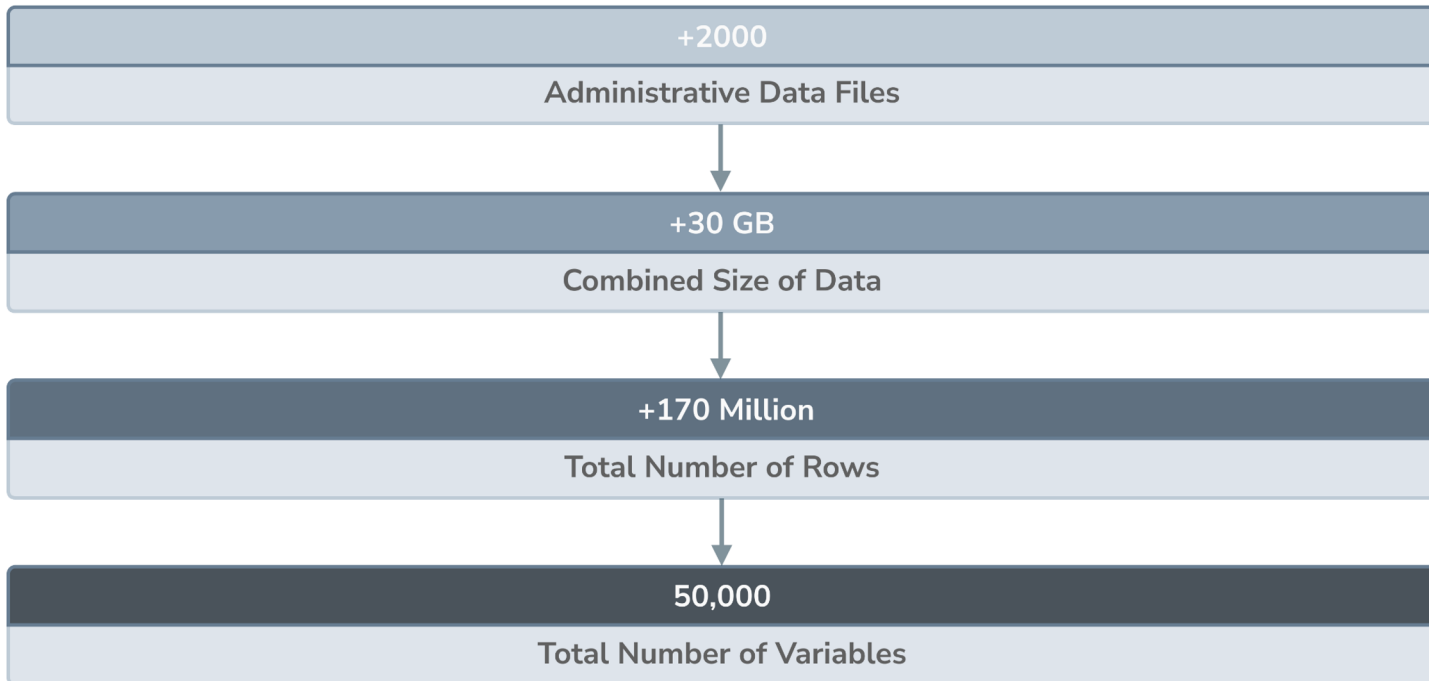 +2000
Administrative Data Files
+30 GB
Combined Size of Data
+170 Million
Total Number of Rows
50,000
Total Number of Variables